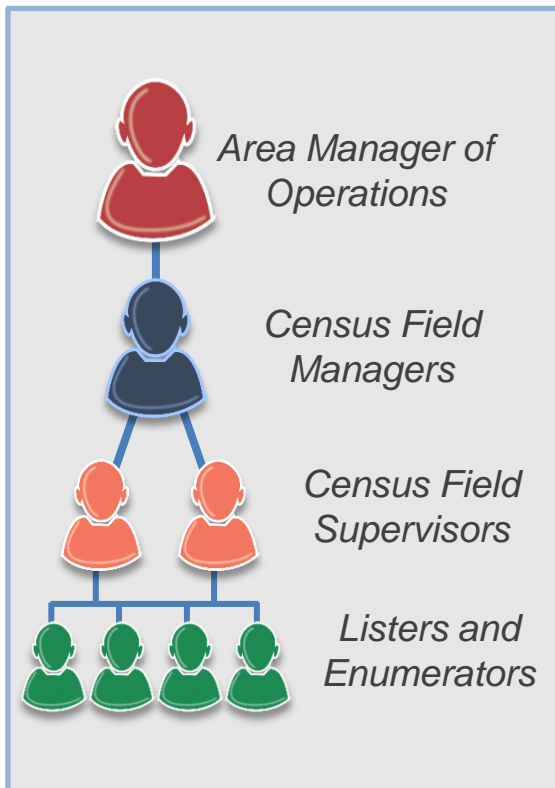 Area Manager of
Operations
Census Field
Managers
Census Field
Supervisors
Listers and
Enumerators